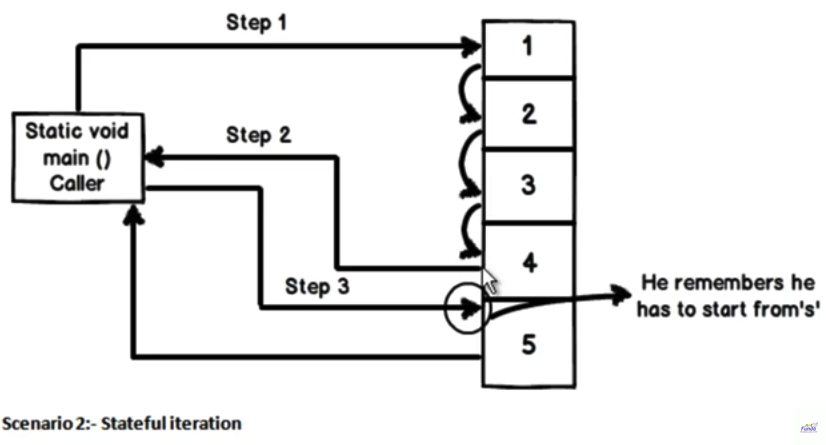 Step 1
1
Static void
main ()
Caller
Step 2
2
3
4
Step 3
He remembers he
has to start from's'
5
Scenario 2:- Stateful iteration